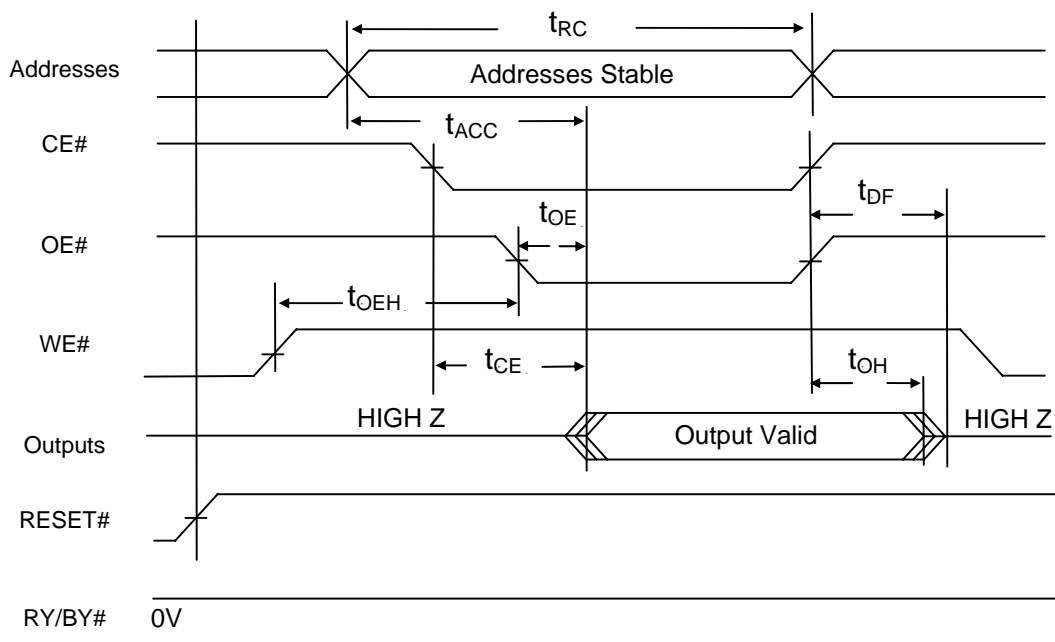 tRC
Addresses
Addresses Stable
tACC
CE#
tDF
tOE
OE#
tOEH
WE#
tCE
tOH
HIGH Z
HIGH Z
Output Valid
Outputs
RESET#
RY/BY#
0V